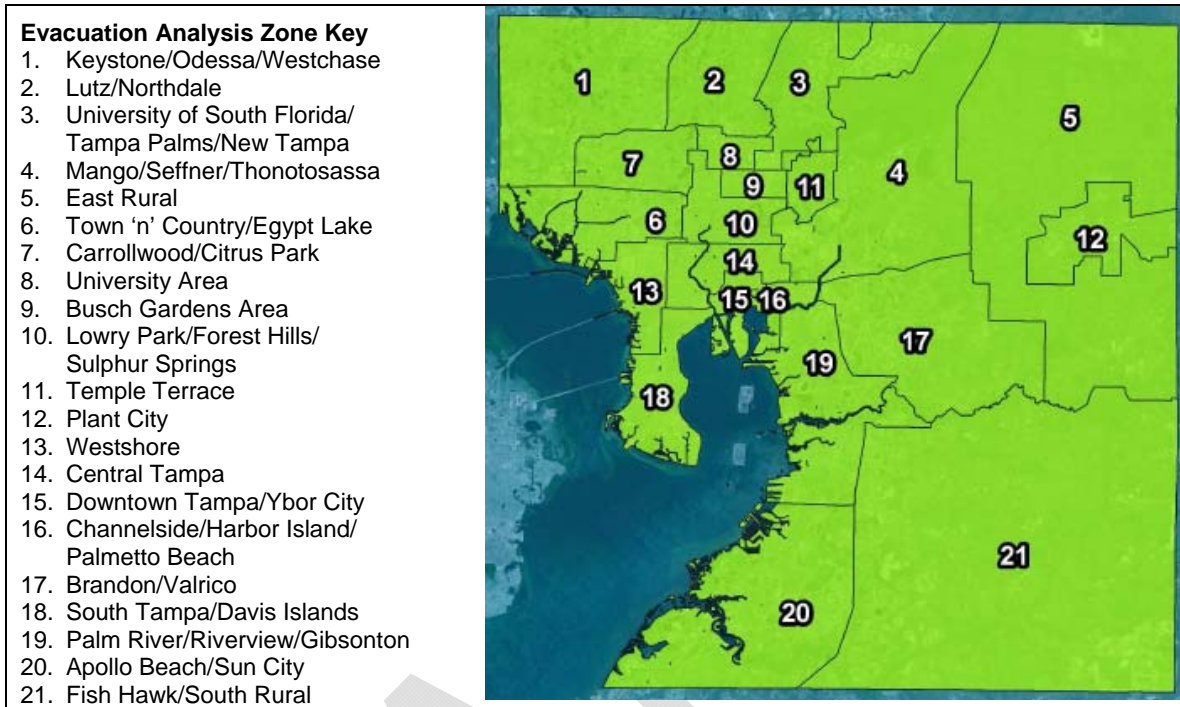 Evacuation Analysis Zone Key
1. Keystone/Odessa/Westchase
2. Lutz/Northdale
3. University of South Florida/
Tampa Palms/New Tampa
4. Mango/Seffner/Thonotosassa
5. East Rural
6. Town ‘n’ Country/Egypt Lake
7. Carrollwood/Citrus Park
8. University Area
9. Busch Gardens Area
10. Lowry Park/Forest Hills/
Sulphur Springs
11. Temple Terrace
12. Plant City
13. Westshore
14. Central Tampa
15. Downtown Tampa/Ybor City
16. Channelside/Harbor Island/
Palmetto Beach
17. Brandon/Valrico
18. South Tampa/Davis Islands
19. Palm River/Riverview/Gibsonton
20. Apollo Beach/Sun City
21. Fish Hawk/South Rural
1
2
3
5
7
8
4
9
11
6
10
12
14
13
15
16
17
19
18
21
20